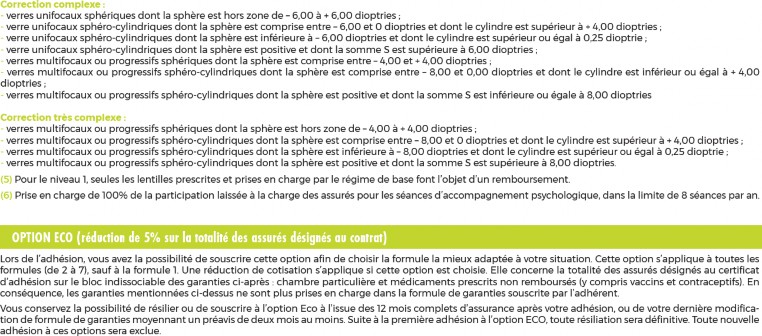 Correction complexe :
- verres unifocaux sphériques dont la sphère est hors zone de – 6,00 à + 6,00 dioptries ;
- verre unifocaux sphéro-cylindriques dont la sphère est comprise entre – 6,00 et 0 dioptries et dont le cylindre est supérieur à + 4,00 dioptries ;
- verre unifocaux sphéro-cylindriques dont la sphère est inférieure à – 6,00 dioptries et dont le cylindre est supérieur ou égal à 0,25 dioptrie ;
- verre unifocaux sphéro-cylindriques dont la sphère est positive et dont la somme S est supérieure à 6,00 dioptries ;
- verres multifocaux ou progressifs sphériques dont la sphère est comprise entre – 4,00 et + 4,00 dioptries ;
- verres multifocaux ou progressifs sphéro-cylindriques dont la sphère est comprise entre – 8,00 et 0,00 dioptries et dont le cylindre est inférieur ou égal à + 4,00
dioptries ;
- verres multifocaux ou progressifs sphéro-cylindriques dont la sphère est positive et dont la somme S est inférieure ou égale à 8,00 dioptries
Correction très complexe :
- verres multifocaux ou progressifs sphériques dont la sphère est hors zone de – 4,00 à + 4,00 dioptries ;
- verres multifocaux ou progressifs sphéro-cylindriques dont la sphère est comprise entre – 8,00 et 0 dioptries et dont le cylindre est supérieur à + 4,00 dioptries ;
- verres multifocaux ou progressifs sphéro-cylindriques dont la sphère est inférieure à – 8,00 dioptries et dont le cylindre est supérieur ou égal à 0,25 dioptrie ;
- verres multifocaux ou progressifs sphéro-cylindriques dont la sphère est positive et dont la somme S est supérieure à 8,00 dioptries.
(5) Pour le niveau 1, seules les lentilles prescrites et prises en charge par le régime de base font l'objet d'un remboursement.
(6) Prise en charge de 100% de la participation laissée à la charge des assurés pour les séances d'accompagnement psychologique, dans la limite de 8 séances par an.
OPTION ECO (réduction de 5% sur la totalité des assurés désignés au contrat)
Lors de l'adhésion, vous avez la possibilité de souscrire cette option afin de choisir la formule la mieux adaptée à votre situation. Cette option s'applique à toutes les
formules (de 2 à 7), sauf à la formule 1. Une réduction de cotisation s'applique si cette option est choisie. Elle concerne la totalité des assurés désignés au certificat
d'adhésion sur le bloc indissociable des garanties ci-après : chambre particulière et médicaments prescrits non remboursés (y compris vaccins et contraceptifs). En
conséquence, les garanties mentionnées ci-dessus ne sont plus prises en charge dans la formule de garanties souscrite par l'adhérent.
Vous conservez la possibilité de résilier ou de souscrire à l'option Eco à l'issue des 12 mois complets d'assurance après votre adhésion, ou de votre dernière modifica-
tion de formule de garanties moyennant un préavis de deux mois au moins. Suite à la première adhésion à l'option ECO, toute résiliation sera définitive. Toute nouvelle
adhésion à ces options sera exclue.